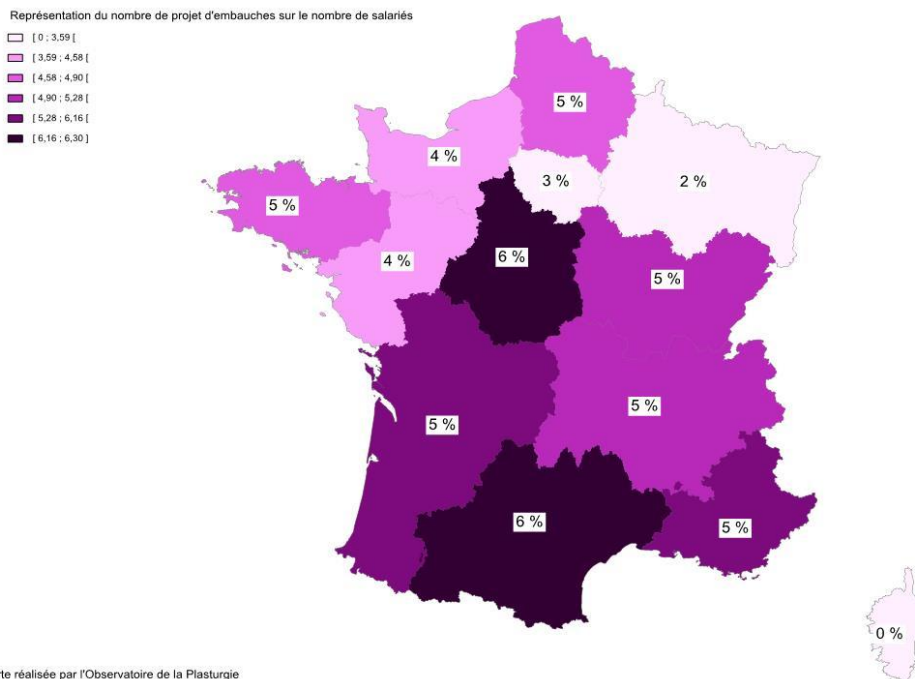 Représentation du nombre de projet d'embauches sur le nombre de salariés
[ 0 ; 3,59 [
[ 3,59 ; 4,58 [
[ 4,58 ; 4,90 [
[ 4,90 ; 5,28 [
[ 5,28 ; 6,16 [
[ 6,16 ; 6,30 ]
5 %
4 %
3 %
2 %
5 %
4 %
6 %
5 %
5 %
5 %
6 %
5 %
0 %
rte réalisée par l'Observatoire de la Plasturgie